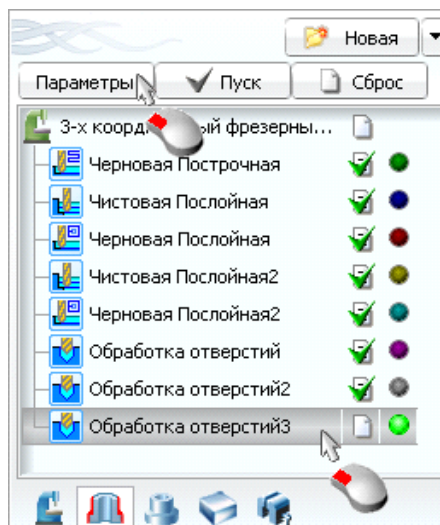 Новая
Параметры Пуск Сброс
3-х коорд ый фрезерны...
Черновая Построчная
Чистовая Послойная
Черновая Послойная
Чистовая Послойная2
Черновая Послойная2
Обработка отверстий
Обработка отверстий2
Обработка отверстий3